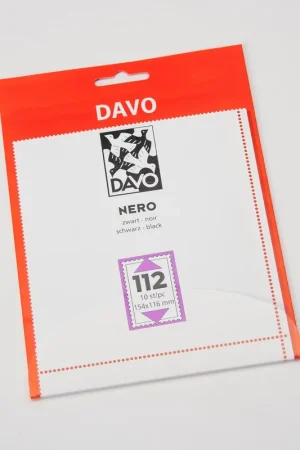 DAVO
DAVO
NERO
zwart - noir
schwarz - black
112
10 st/pc
154x116 mm